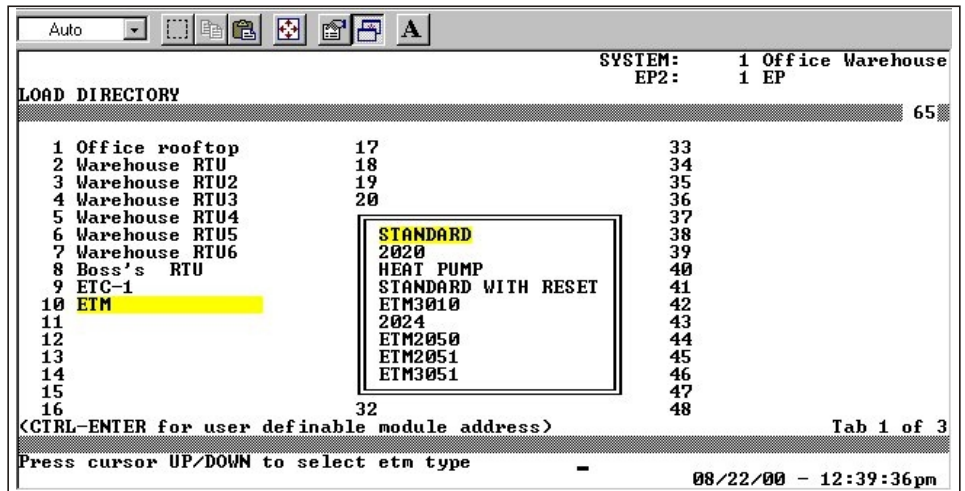 Auto
A
SYSTEM: 1 Office Warehouse
EP2: 1 EP
LOAD DIRECTORY
65
1 Office rooftop 17 33
2 Warehouse RTU 18 34
3 Warehouse RTU2 19 35
4 Warehouse RTU3 20 36
5 Warehouse RTU4 37
6 Warehouse RTU5 STANDARD 38
7 Warehouse RTU6 2020 39
8 Boss's RTU HEAT PUMP 40
9 ETC-1 STANDARD WITH RESET 41
10 ETM ETM3010 42
11 2024 43
12 ETM2050 44
13 ETM2051 45
14 ETM3051 46
15 47
16 32 48
<CTRL-ENTER for user definable module address> Tab 1 of 3
Press cursor UP/DOWN to select etm type _
08/22/00 - 12:39:36pm